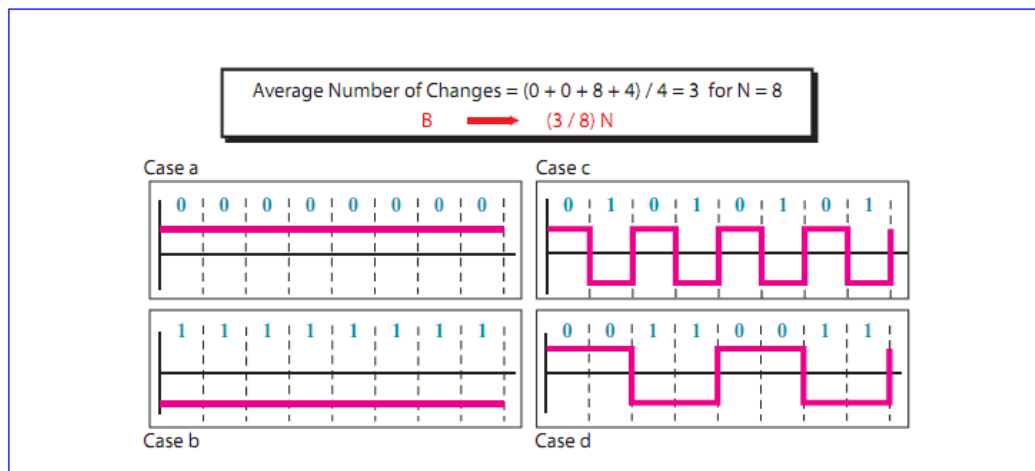 Average Number of Changes = (0 + 0 + 8 + 4) / 4 = 3 for N = 8
B (3 / 8) N
Case a
0 0 0 0 0 0 0 0
Case c
0 1 0 1 0 1 0 1
1 1 1 1 1 1 1 1
Case b
0 0 1 1 0 0 1 1
Case d